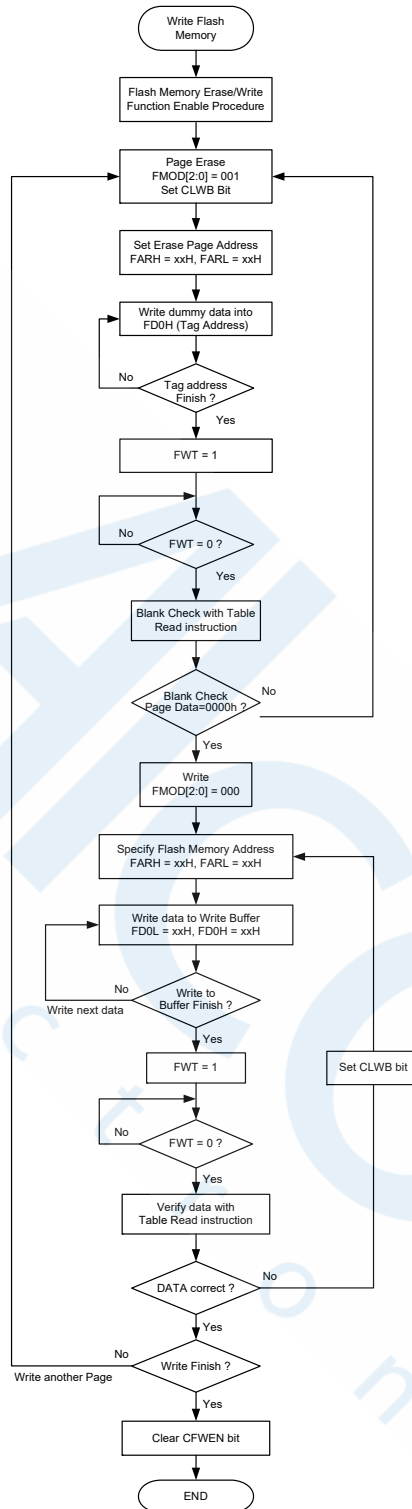 Write Flash
Memory
Flash Memory Erase/Write
Function Enable Procedure
Page Erase
FMOD[2:0] = 001
Set CLWB Bit
Set Erase Page Address
FARH = xxH, FARL = xxH
Write dummy data into
FD0H (Tag Address)
No
Tag address
Finish ?
Yes
FWT = 1
No
FWT = 0 ?
Yes
Blank Check with Table
Read instruction
Blank Check
Page Data=0000h ?
No
Yes
Write
FMOD[2:0] = 000
Specify Flash Memory Address
FARH = xxH, FARL = xxH
Write data to Write Buffer
FD0L = xxH, FD0H = xxH
No
Write next data
Write to
Buffer Finish ?
Yes
FWT = 1
Set CLWB bit
No
FWT = 0 ?
Yes
Verify data with
Table Read instruction
DATA correct ?
No
Yes
No
Write another Page
Write Finish ?
Yes
Clear CFWEN bit
END